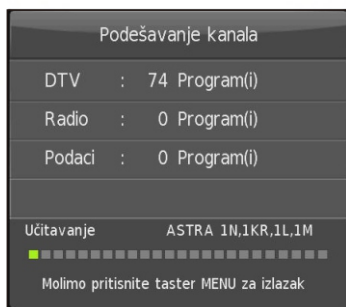 Podešavanje kanala
DTV : 74 Program(i)
Radio : 0 Program(i)
Podaci : 0 Program(i)
Učitavanje ASTRA 1N,1KR,1L,1M
Molimo pritisnite taster MENU za izlazak